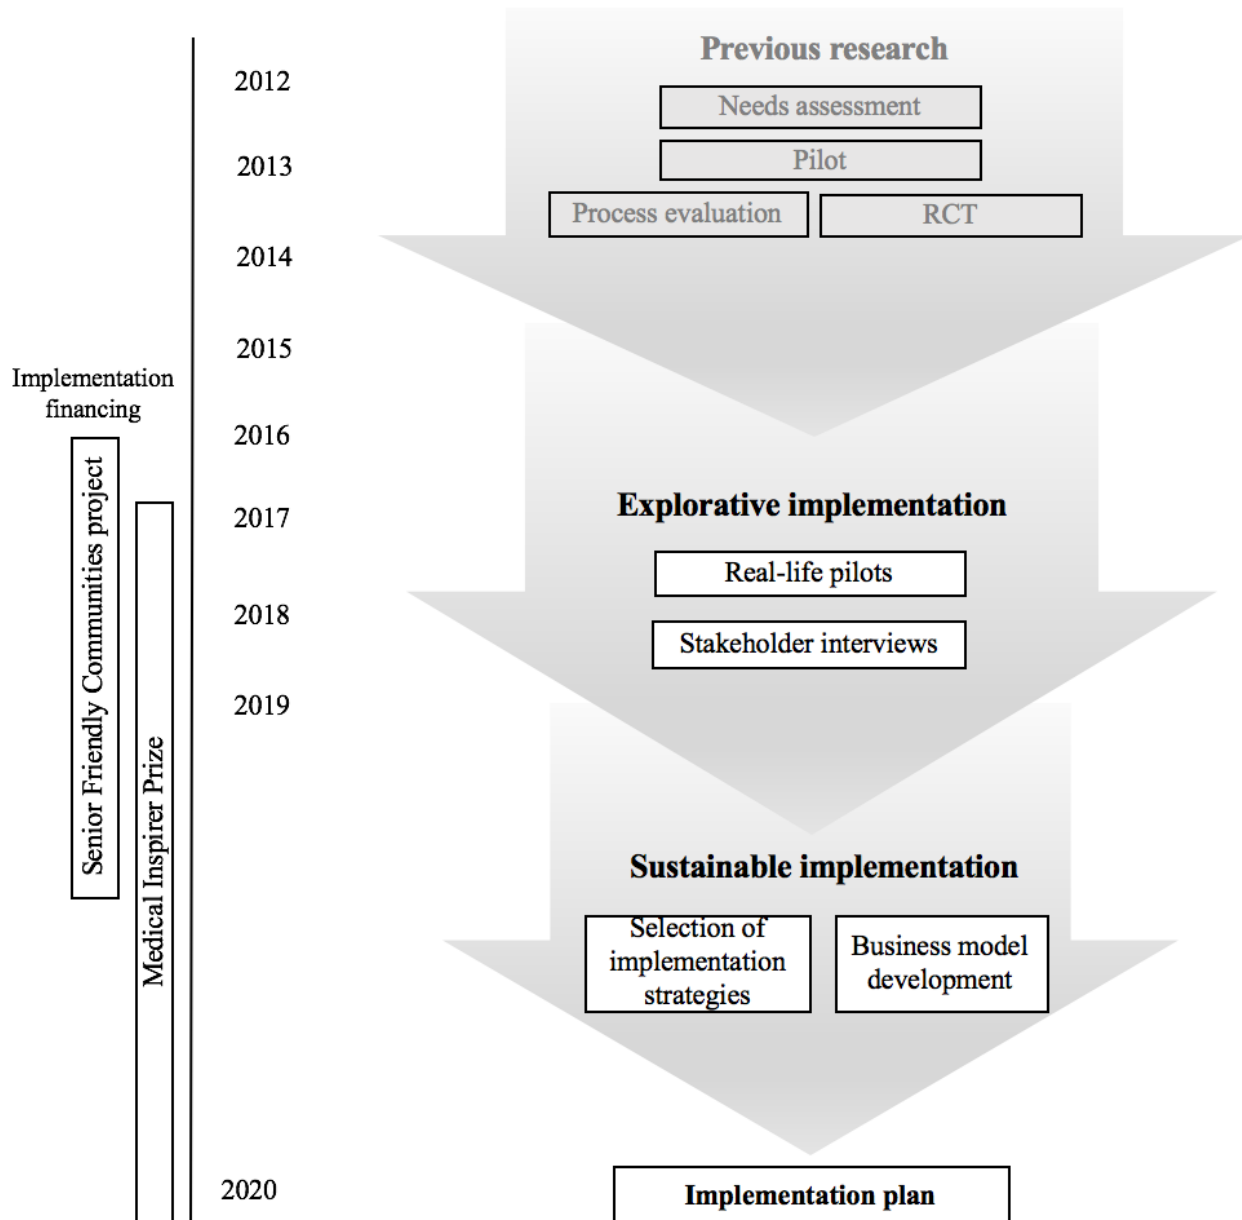 Previous research
2012
Needs assessment
2013
Pilot
Process evaluation
RCT
2014
2015
Implementation
financing
2016
Senior Friendly Communities project
Medical Inspirer Prize
2017
Explorative implementation
Real-life pilots
2018
Stakeholder interviews
2019
Sustainable implementation
Selection of
implementation
strategies
Business model
development
2020
Implementation plan